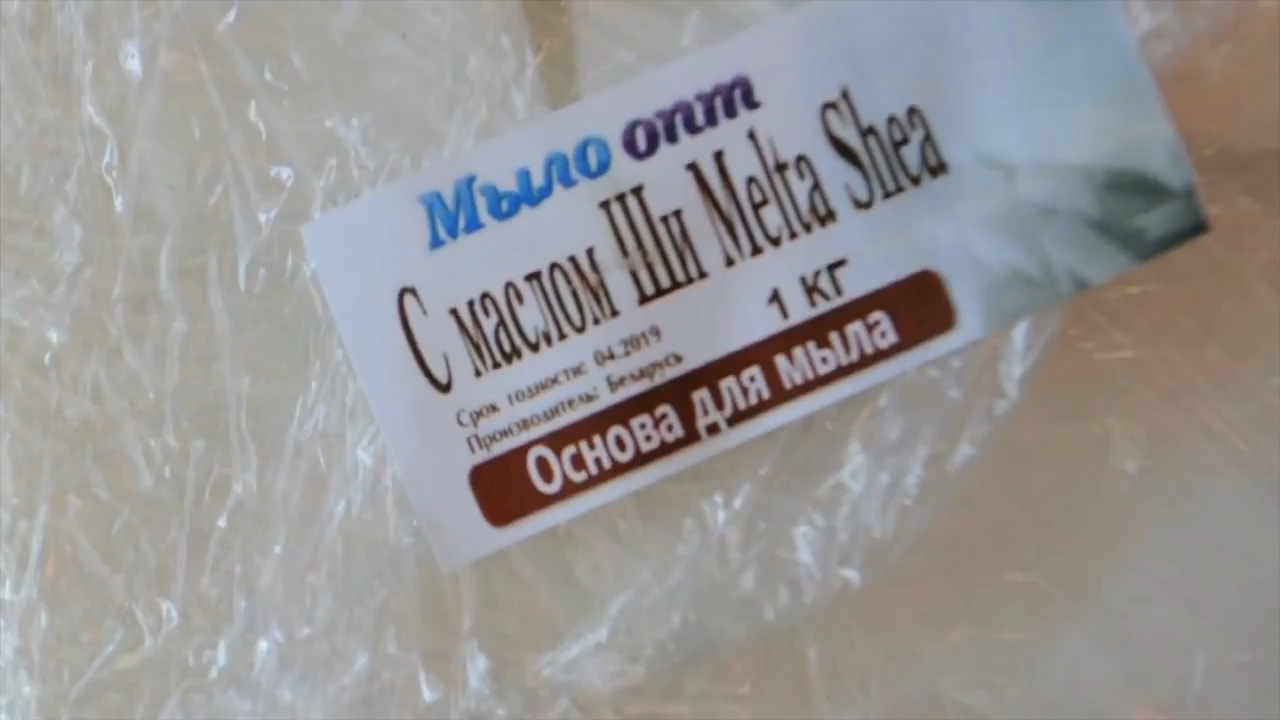 Мыло опт
С маслом Ши Melta Shea
1 кг
Срок годности: 04.2019
Производитель: Беларусь
Основа для мыла